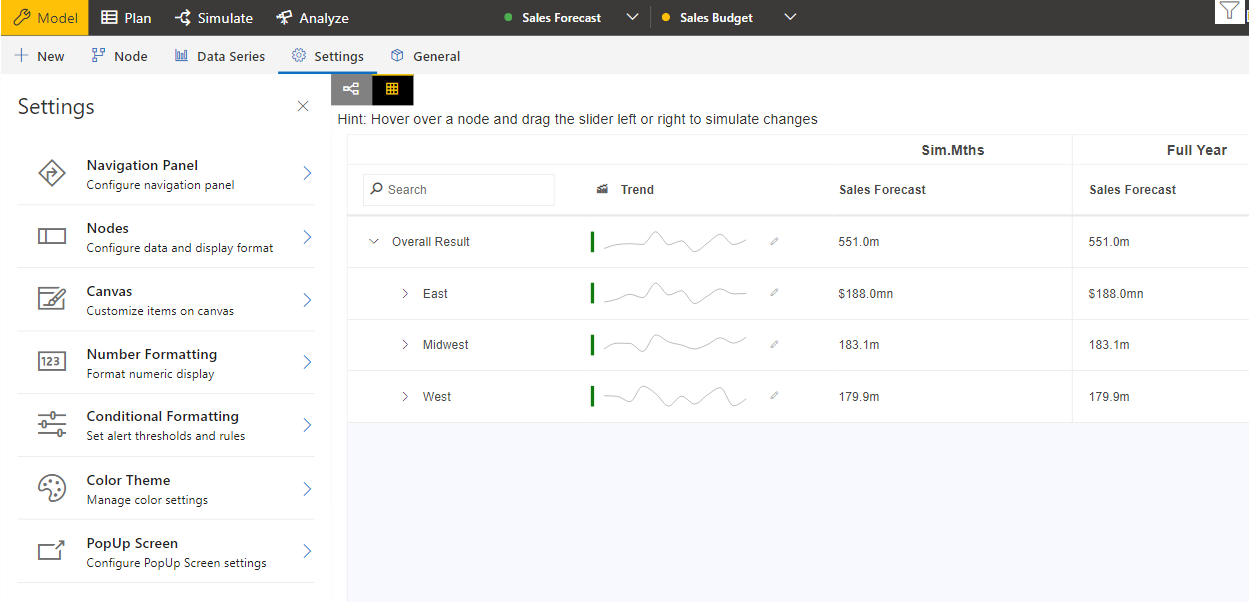 Model Plan Simulate Analyze Sales Forecast Sales Budget
New Node Data Series Settings General
Settings
Navigation Panel
Configure navigation panel
Nodes
Configure data and display format
Canvas
Customize items on canvas
123
Number Formatting
Format numeric display
Conditional Formatting
Set alert thresholds and rules
Color Theme
Manage color settings
PopUp Screen
Configure PopUp Screen settings
Hint: Hover over a node and drag the slider left or right to simulate changes
Sim.Mths Full Year
Search Trend Sales Forecast Sales Forecast
Overall Result 551.0m 551.0m
East $188.0mn $188.0mn
Midwest 183.1m 183.1m
West 179.9m 179.9m